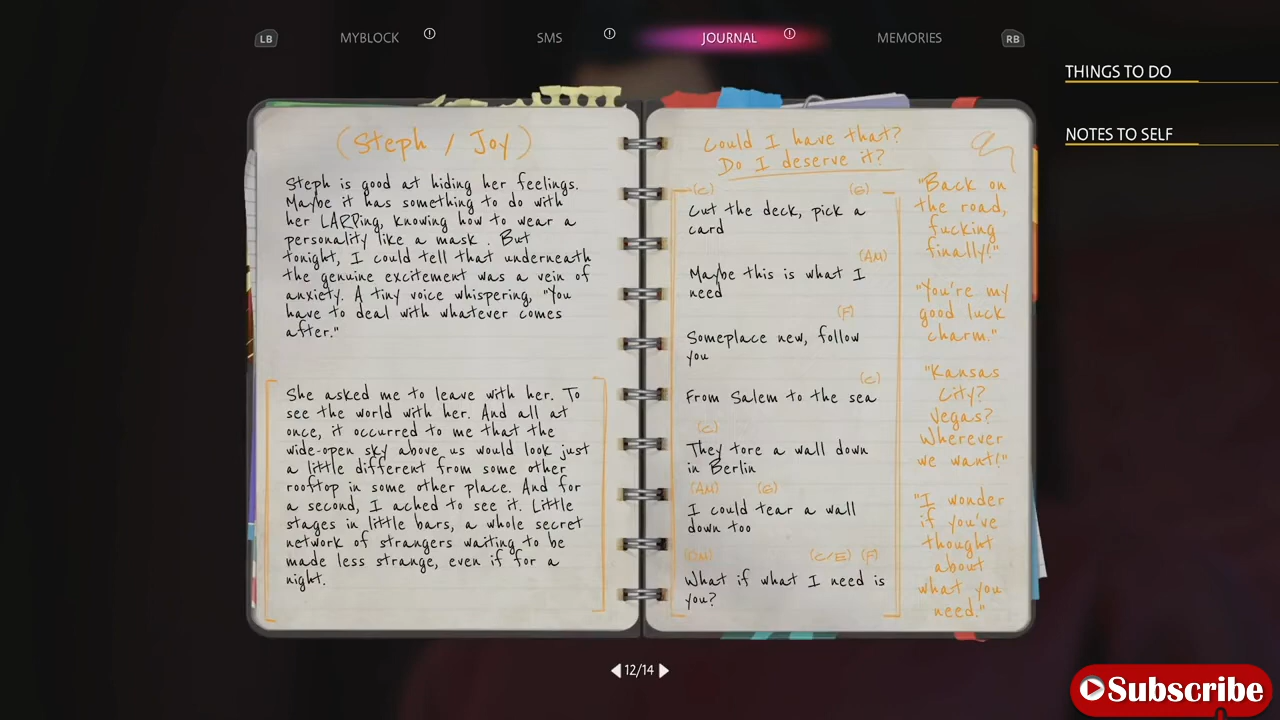 LB
MYBLOCK
SMS
JOURNAL
MEMORIES
RB
THINGS TO DO
NOTES TO SELF
(Steph / Joy)
Steph is good at hiding her feelings.
Maybe it has something to do with
her LARPing, knowing how to wear a
personality like a mask. But
tonight, I could tell that underneath
the genuine excitement was a vein of
anxiety. A tiny voice whispering, "You
have to deal with whatever comes
after."
She asked me to leave with her. To
see the world with her. And all at
once, it occurred to me that the
wide-open sky above us would look just
a little different from some other
rooftop in some other place. And for
a second, I ached to see it. Little
stages in little bars, a whole secret
network of strangers waiting to be
made less strange, even if for a
night.
Could I have that?
Do I deserve it?
(C) (G)
Cut the deck, pick a
card
(AM)
Maybe this is what I
need
(F)
Someplace new, follow
you
(C)
From Salem to the sea
(C)
They tore a wall down
in Berlin
(AM) (G)
I could tear a wall
down too
(DM) (C/E) (F)
What if what I need is
you?
"Back on
the road,
fucking
finally!"
"You're my
good luck
charm."
"Kansas
City?
Vegas?
Wherever
we want!"
"I wonder
if you've
thought
about
what you
need."
12/14
Subscribe